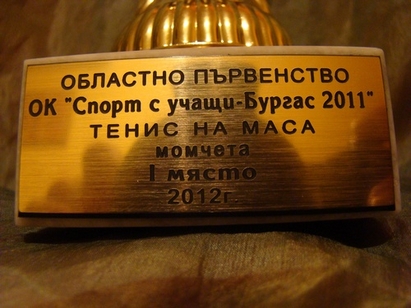 ОБЛАСТНО ПЪРВЕНСТВО
ОК "Спорт с учащи-Бургас 2011"
ТЕНИС НА МАСА
момчета
I място
2012г